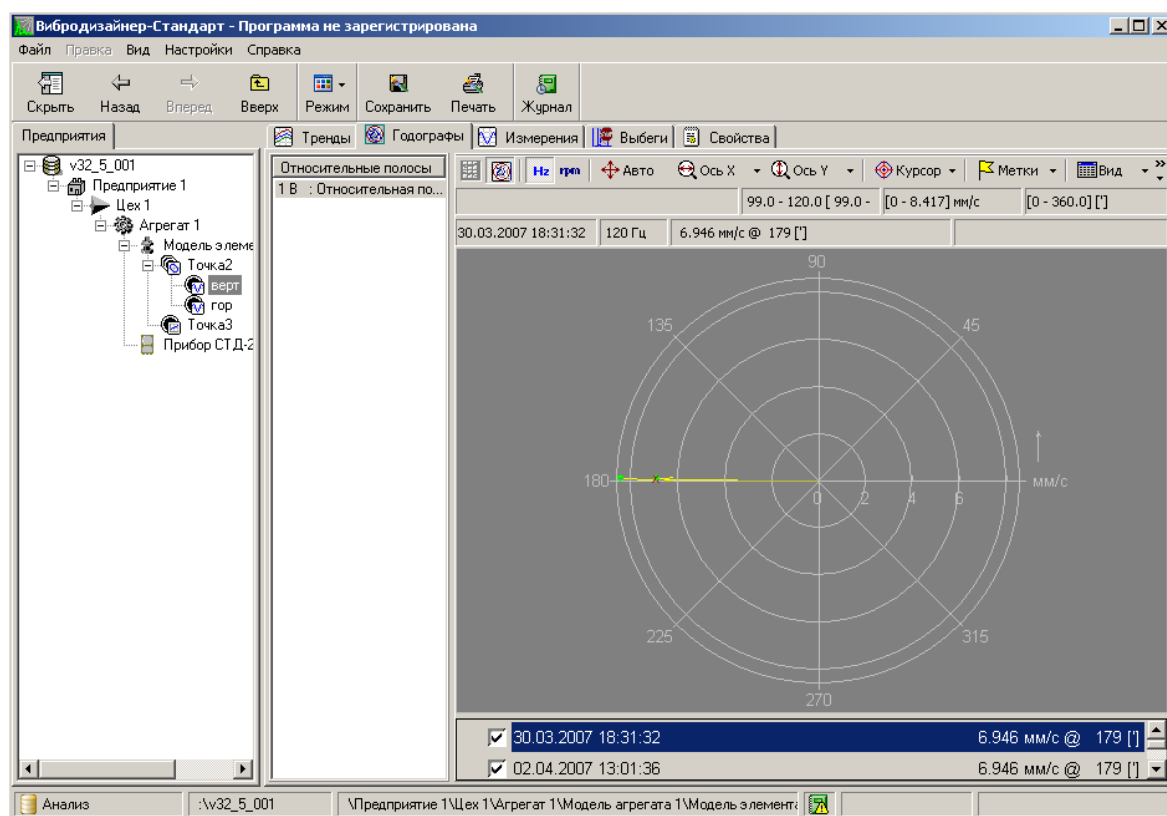 Вибродизайнер-Стандарт - Программа не зарегистрирована
Файл Правка Вид Настройки Справка
Скрыть Назад Вперед Вверх Режим Сохранить Печать Журнал
Предприятия Тренды Годографы Измерения Выбеги Свойства
v32_5_001
Предприятие 1
Цех 1
Агрегат 1
Модель элеме
Точка2
верт
гор
Точка3
Прибор СТД-2
Относительные полосы
1 В : Относительная по...
Hz rpm Авто Ось X Ось Y Курсор Метки Вид »
99.0 - 120.0 [ 99.0 - [0 - 8.417] мм/с [0 - 360.0] [']
30.03.2007 18:31:32 120 Гц 6.946 мм/с @ 179 [']
90
135 45
180 0 2 4 6 мм/с
225 315
270
30.03.2007 18:31:32 6.946 мм/с @ 179 [']
02.04.2007 13:01:36 6.946 мм/с @ 179 [']
Анализ :\v32_5_001 \Предприятие 1\Цех 1\Агрегат 1\Модель агрегата 1\Модель элемент